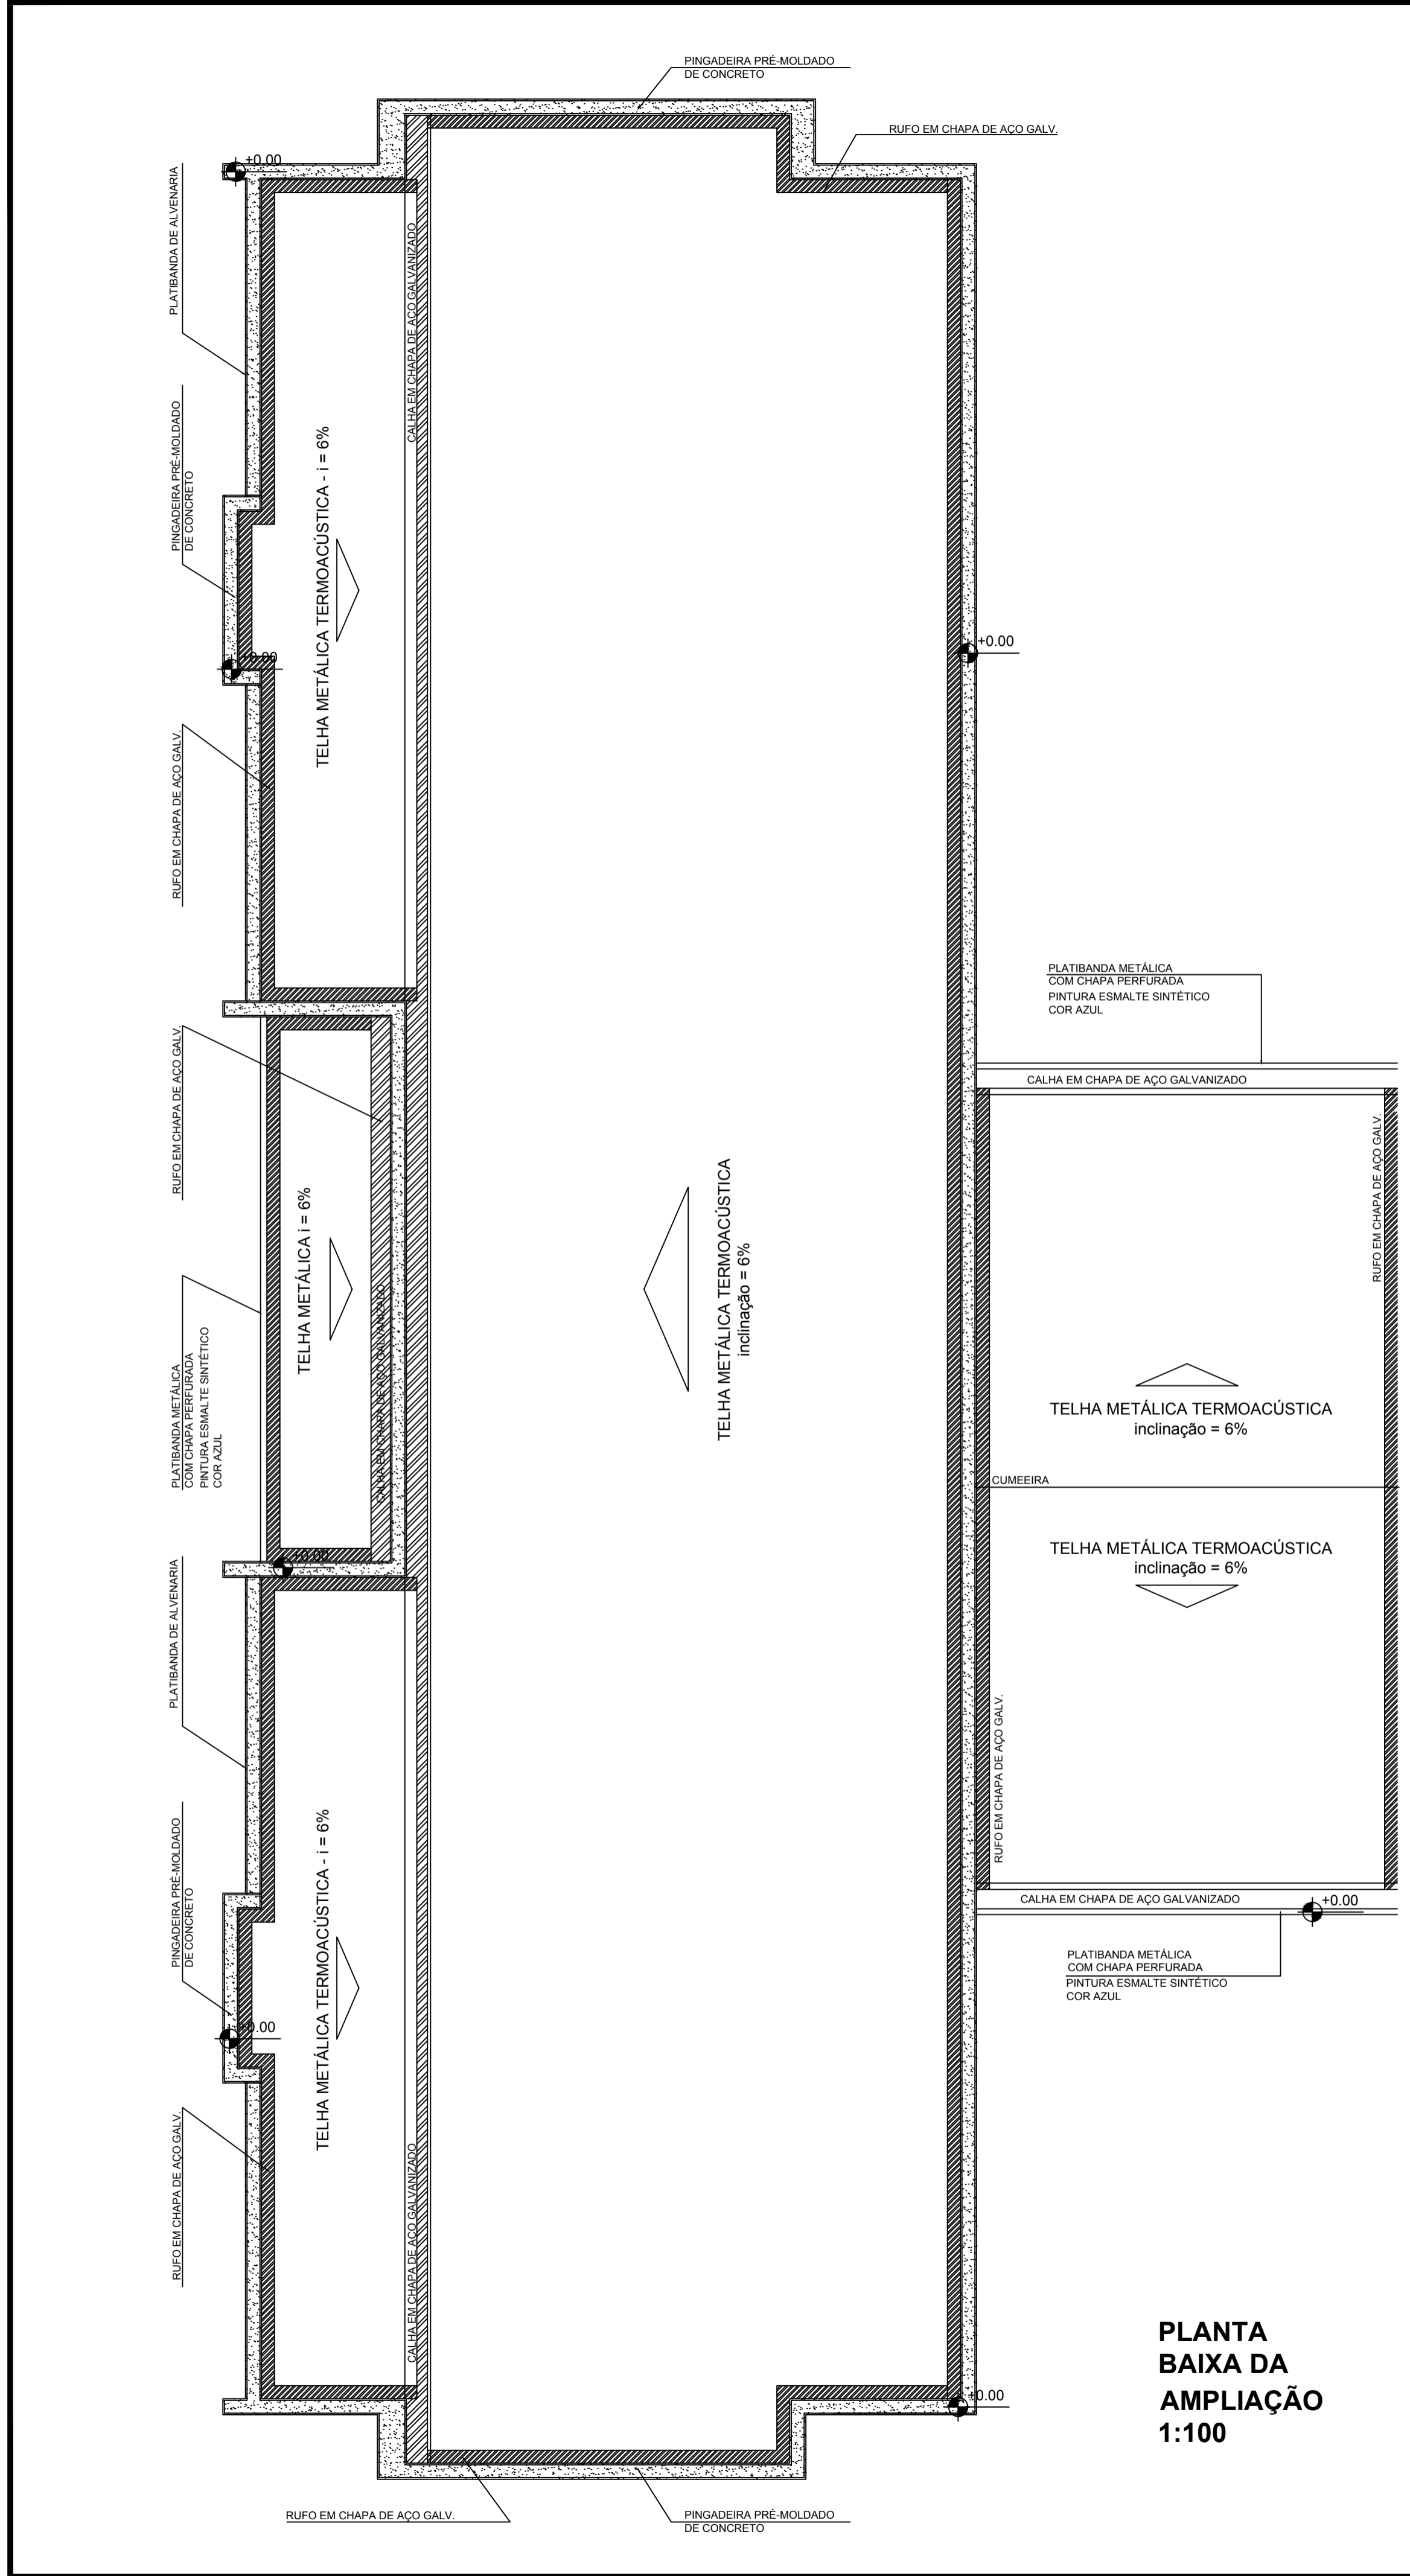 PINGADEIRA PRÉ-MOLDADO
DE CONCRETO
RUFO EM CHAPA DE AÇO GALV.
+0.00
PLATIBANDA DE ALVENARIA
CALHA EM CHAPA DE AÇO GALVANIZADO
PINGADEIRA PRÉ-MOLDADO
DE CONCRETO
TELHA METÁLICA TERMOACÚSTICA - i = 6%
+0.00
+0.00
RUFO EM CHAPA DE AÇO GALV.
PLATIBANDA METÁLICA
COM CHAPA PERFURADA
PINTURA ESMALTE SINTÉTICO
COR AZUL
RUFO EM CHAPA DE AÇO GALV.
CALHA EM CHAPA DE AÇO GALVANIZADO
RUFO EM CHAPA DE AÇO GALV.
TELHA METÁLICA i = 6%
TELHA METÁLICA TERMOACÚSTICA
inclinação = 6%
PLATIBANDA METÁLICA
COM CHAPA PERFURADA
PINTURA ESMALTE SINTÉTICO
COR AZUL
CALHA EM CHAPA DE AÇO GALVANIZADO
TELHA METÁLICA TERMOACÚSTICA
inclinação = 6%
CUMEEIRA
TELHA METÁLICA TERMOACÚSTICA
inclinação = 6%
+0.00
PLATIBANDA DE ALVENARIA
RUFO EM CHAPA DE AÇO GALV.
CALHA EM CHAPA DE AÇO GALVANIZADO
+0.00
PINGADEIRA PRÉ-MOLDADO
DE CONCRETO
TELHA METÁLICA TERMOACÚSTICA - i = 6%
PLATIBANDA METÁLICA
COM CHAPA PERFURADA
PINTURA ESMALTE SINTÉTICO
COR AZUL
+0.00
RUFO EM CHAPA DE AÇO GALV.
CALHA EM CHAPA DE AÇO GALVANIZADO
+0.00
PLANTA
BAIXA DA
AMPLIAÇÃO
1:100
RUFO EM CHAPA DE AÇO GALV.
PINGADEIRA PRÉ-MOLDADO
DE CONCRETO